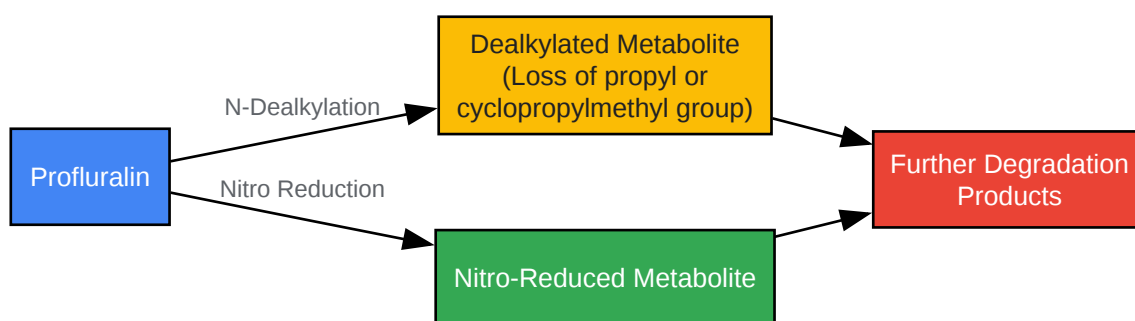 Profluralin
N-Dealkylation
Nitro Reduction
Dealkylated Metabolite
(Loss of propyl or
cyclopropylmethyl group)
Nitro-Reduced Metabolite
Further Degradation
Products